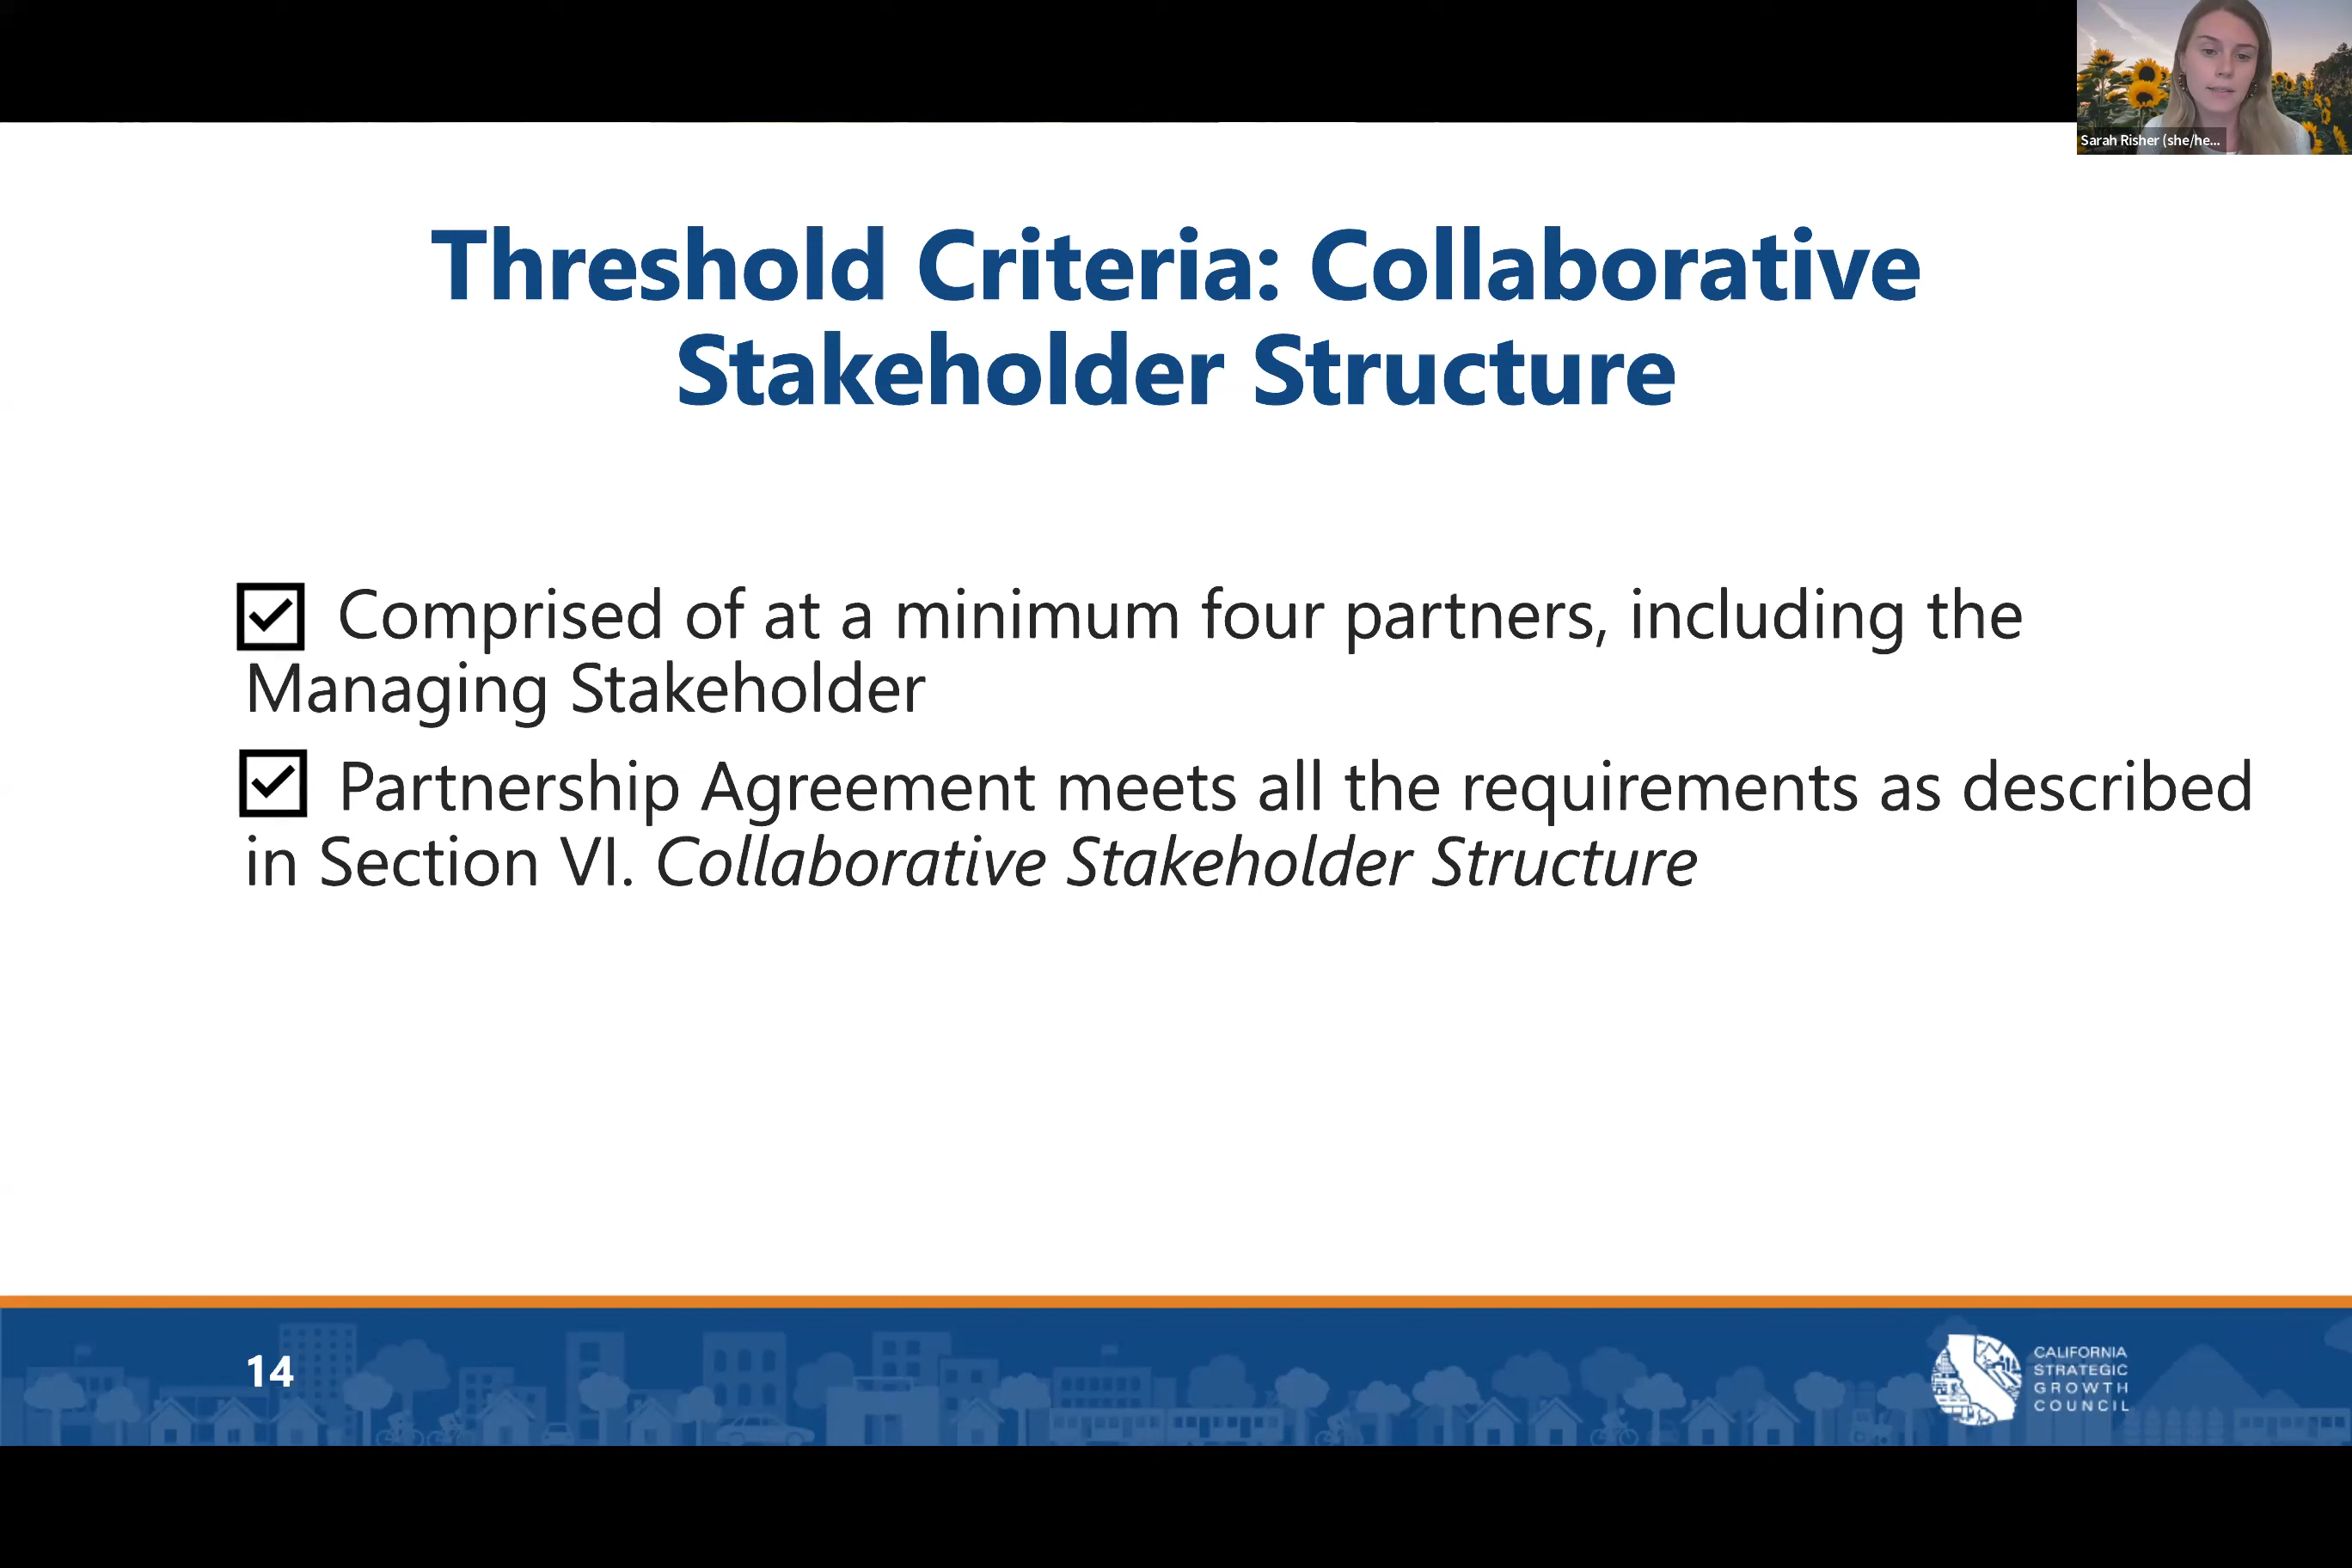 Sarah Risher (she/he...
Threshold Criteria: Collaborative
Stakeholder Structure
Comprised of at a minimum four partners, including the
Managing Stakeholder
Partnership Agreement meets all the requirements as described
in Section VI. Collaborative Stakeholder Structure
14
CALIFORNIA
STRATEGIC
GROWTH
COUNCIL